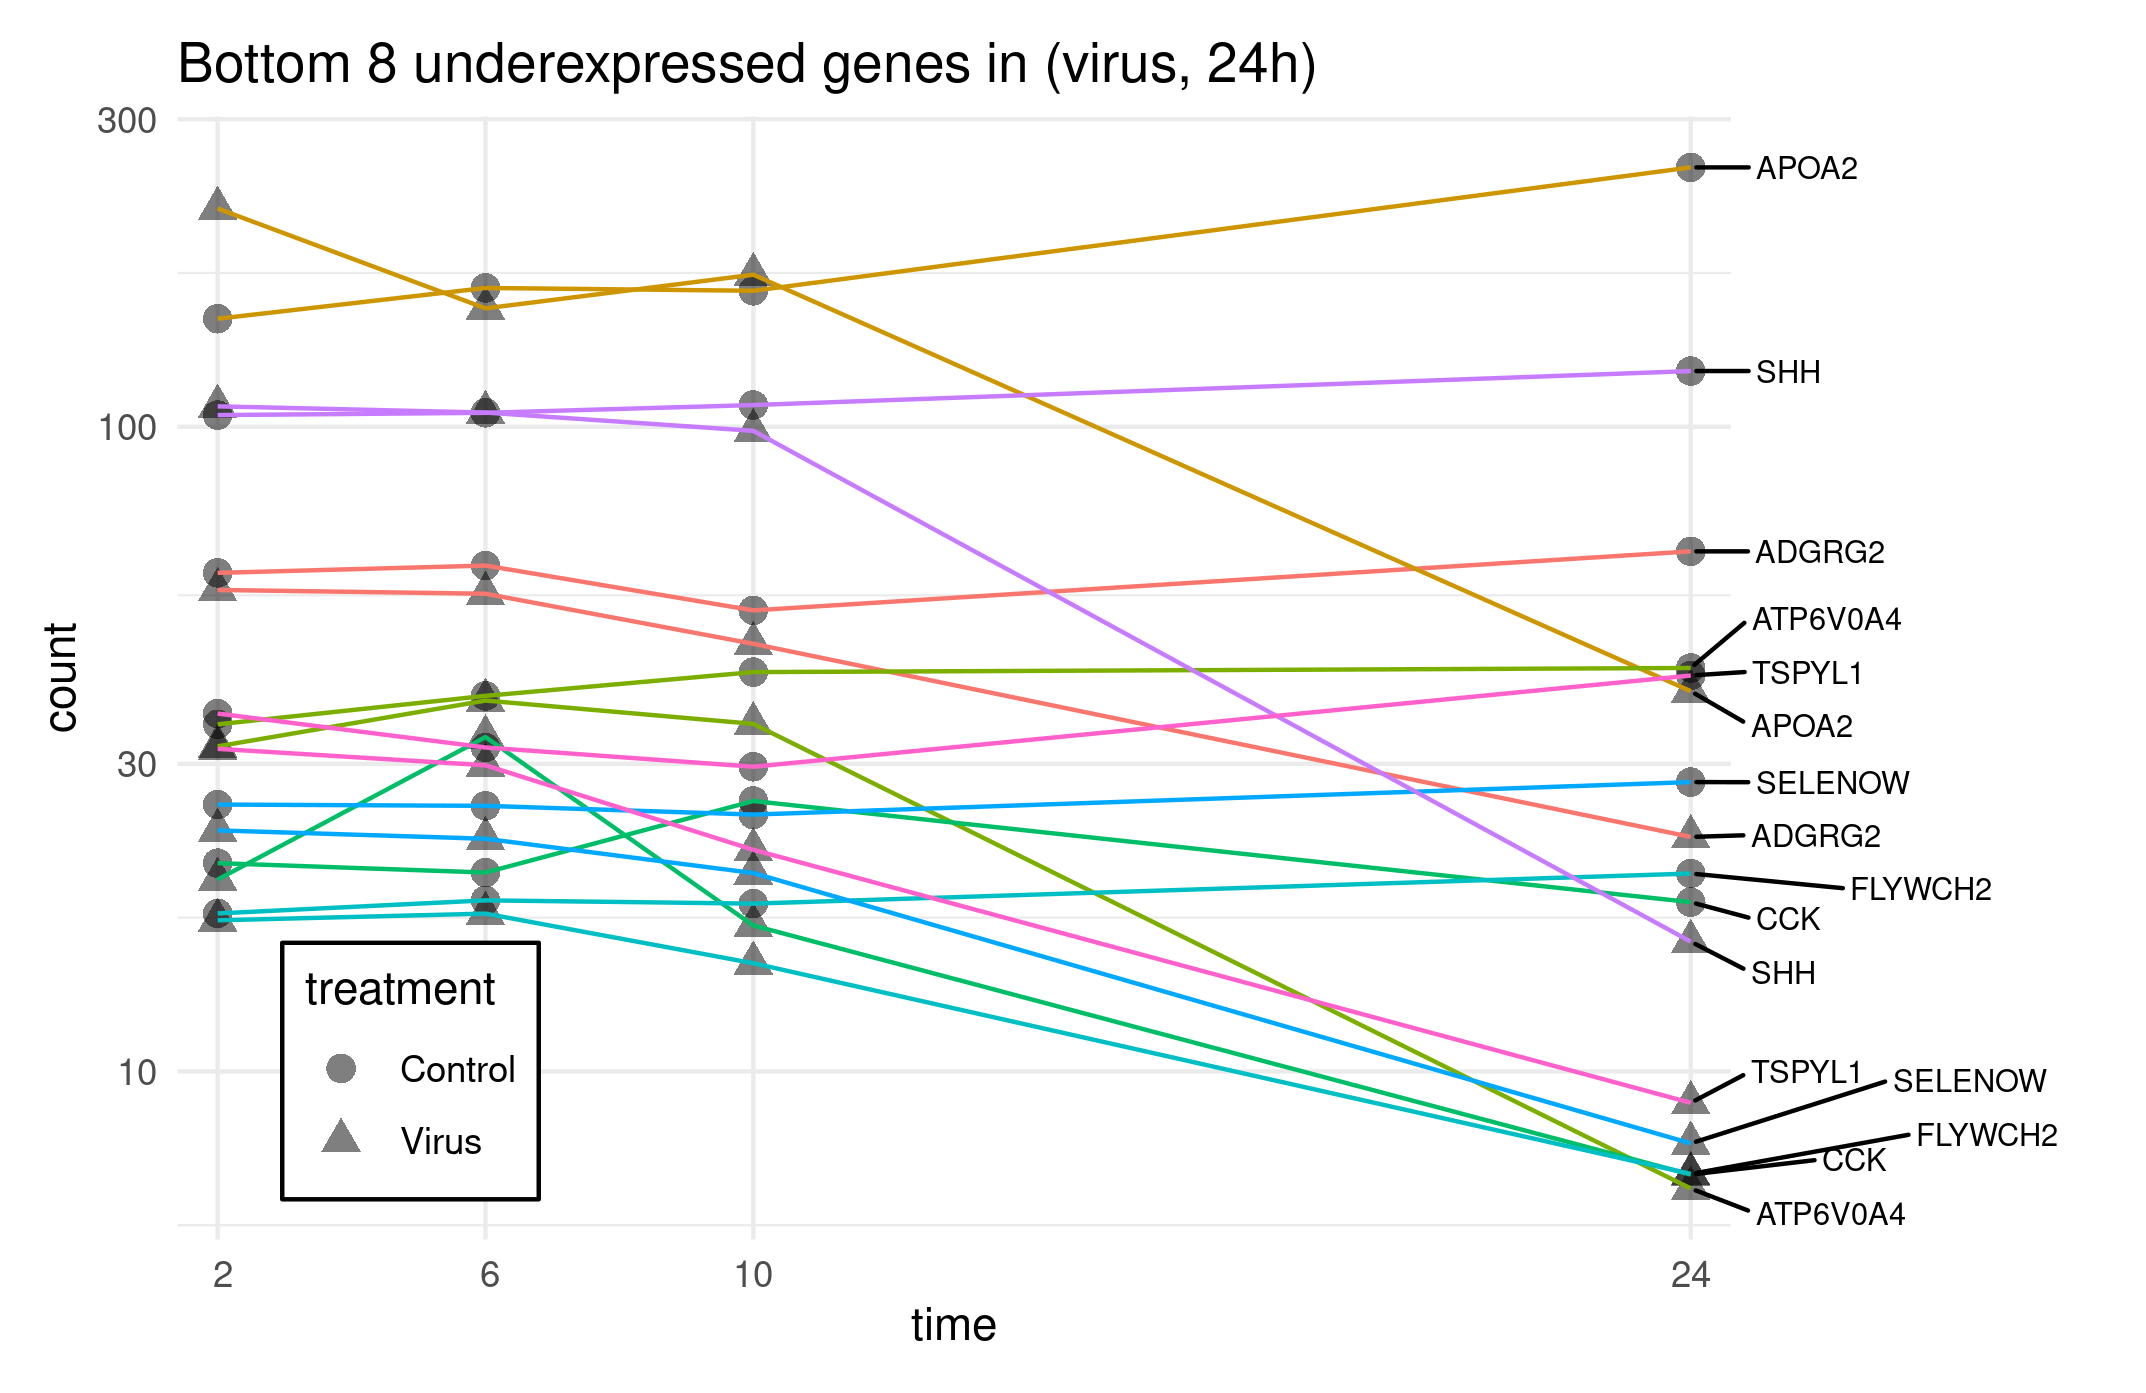 Bottom 8 underexpressed genes in (virus, 24h)
300
100
30
10
count
APOA2
SHH
ADGRG2
ATP6V0A4
TSPYL1
APOA2
SELENOW
ADGRG2
FLYWCH2
CCK
SHH
TSPYL1
SELENOW
FLYWCH2
CCK
ATP6V0A4
treatment
Control
Virus
2 6 10 24
time